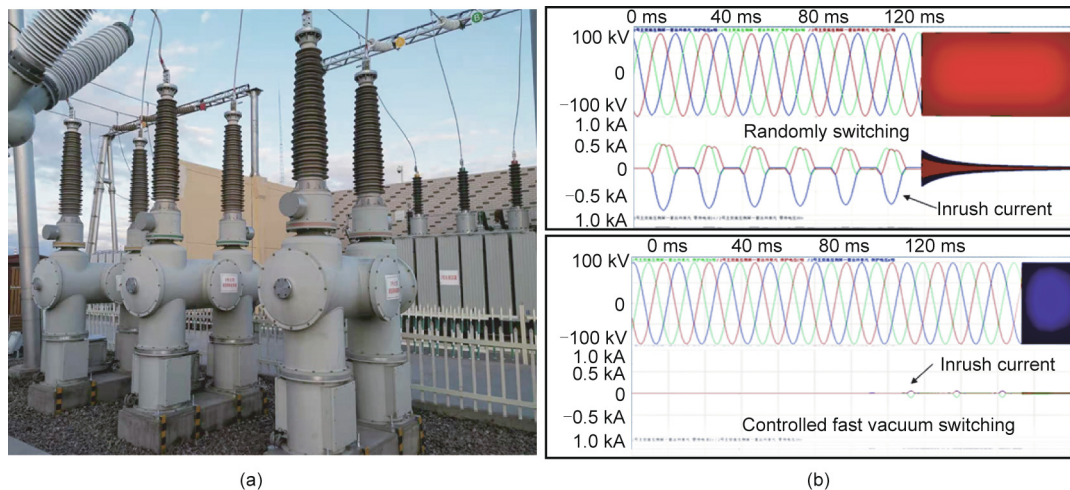 0 ms 40 ms 80 ms 120 ms
100 kV
0
−100 kV
1.0 kA
Randomly switching
0.5 kA
0
−0.5 kA
Inrush current
1.0 kA
0 ms 40 ms 80 ms 120 ms
100 kV
0
−100 kV
1.0 kA
0.5 kA
Inrush current
0
−0.5 kA
Controlled fast vacuum switching
1.0 kA
(a) (b)